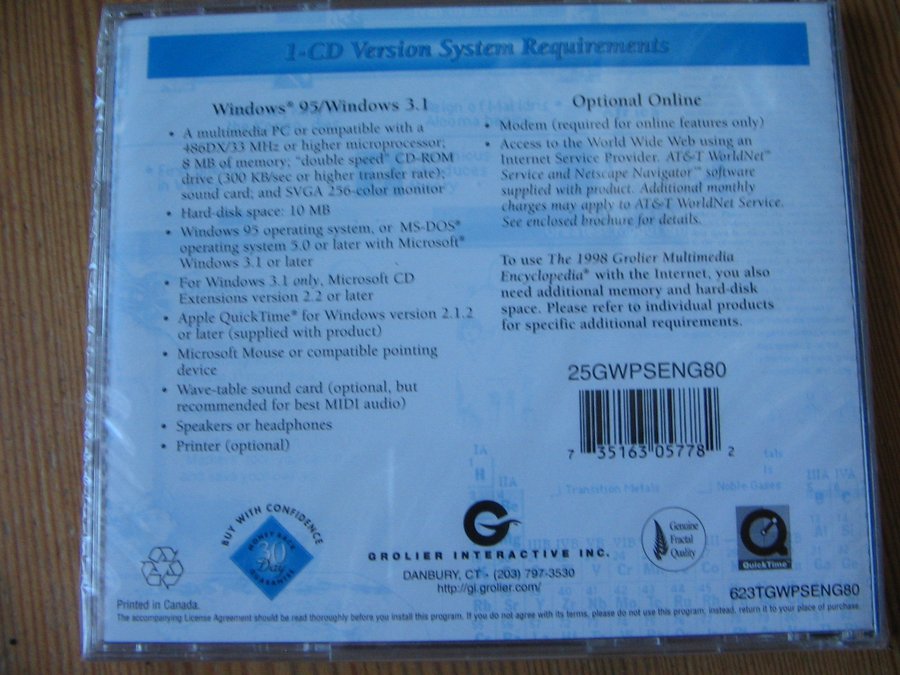 1-CD Version System Requirements
Windows® 95/Windows 3.1
• A multimedia PC or compatible with a
486DX/33 MHz or higher microprocessor;
8 MB of memory; "double speed" CD-ROM
drive (300 KB/sec or higher transfer rate);
sound card; and SVGA 256-color monitor
• Hard-disk space: 10 MB
• Windows 95 operating system, or MS-DOS®
operating system 5.0 or later with Microsoft®
Windows 3.1 or later
• For Windows 3.1 only, Microsoft CD
Extensions version 2.2 or later
• Apple QuickTime® for Windows version 2.1.2
or later (supplied with product)
• Microsoft Mouse or compatible pointing
device
• Wave-table sound card (optional, but
recommended for best MIDI audio)
• Speakers or headphones
• Printer (optional)
Optional Online
• Modem (required for online features only)
• Access to the World Wide Web using an
Internet Service Provider. AT&T WorldNet℠
Service and Netscape Navigator™ software
supplied with product. Additional monthly
charges may apply to AT&T WorldNet Service.
See enclosed brochure for details.
To use The 1998 Grolier Multimedia
Encyclopedia® with the Internet, you also
need additional memory and hard-disk
space. Please refer to individual products
for specific additional requirements.
25GWPSENG80
7 35163 05778 2
IA
1
H
Transition Metals
Noble Gases
IIIA IVA
BUY WITH CONFIDENCE
MONEY BACK
30
Day
GUARANTEE
G
GROLIER INTERACTIVE INC.
DANBURY, CT • (203) 797-3530
http://gi.grolier.com/
Genuine
Fractal
Quality
QuickTime™
623TGWPSENG80
Printed in Canada.
The accompanying License Agreement should be read thoroughly before you install this program. If you do not agree with its terms, please do not use this program; instead, return it to your place of purchase.